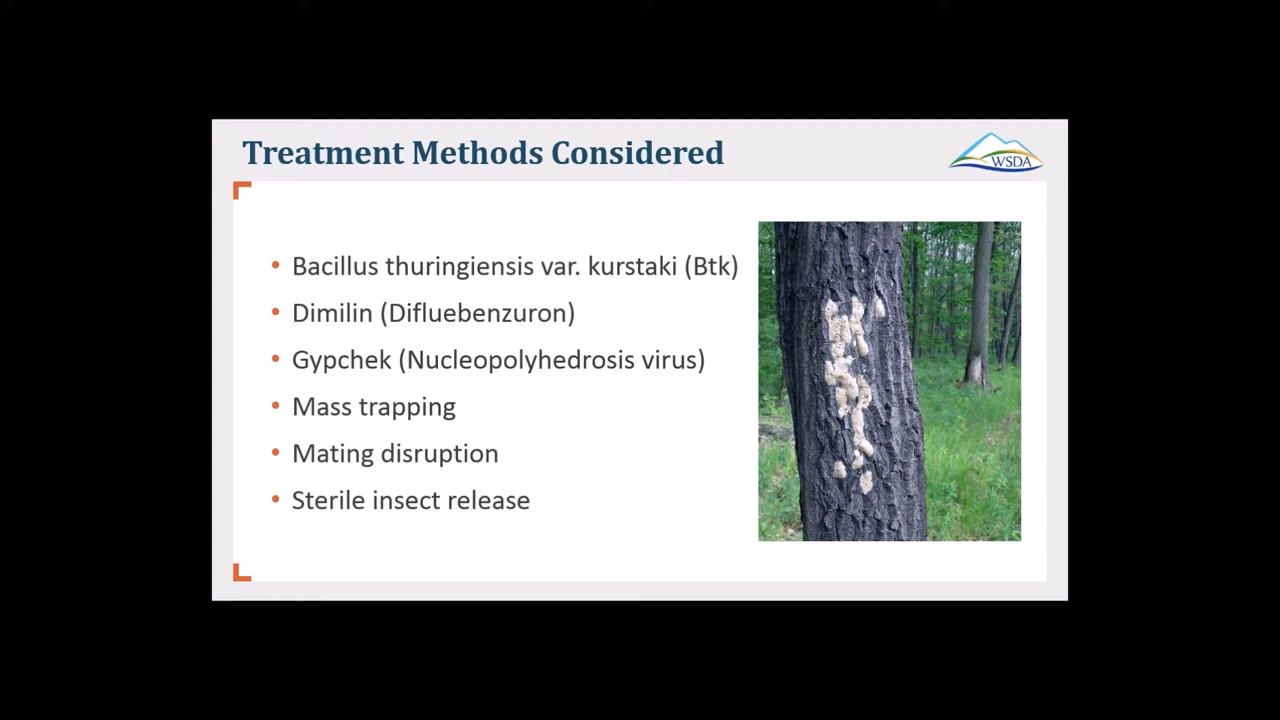 Treatment Methods Considered
WSDA
• Bacillus thuringiensis var. kurstaki (Btk)
• Dimilin (Difluebenzuron)
• Gypchek (Nucleopolyhedrosis virus)
• Mass trapping
• Mating disruption
• Sterile insect release